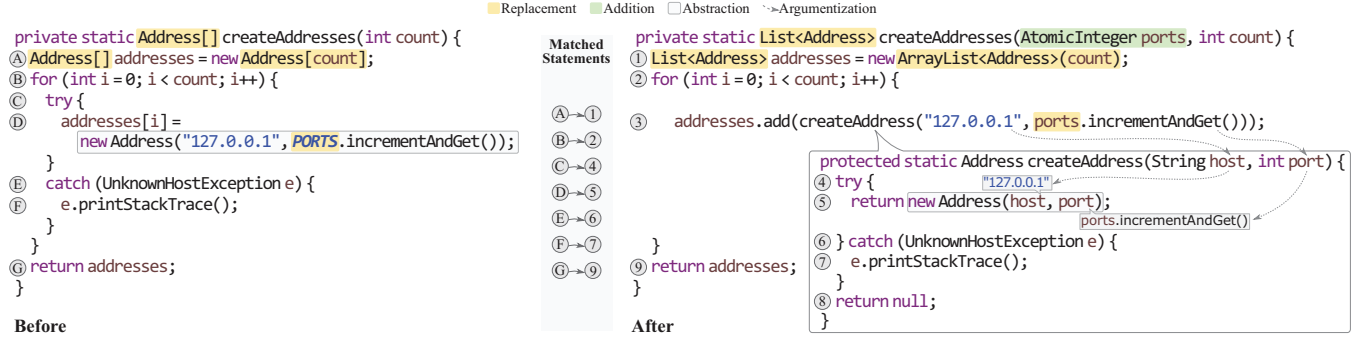 Replacement Addition Abstraction Argumentization
private static Address[] createAddresses(int count) {
A Address[] addresses = new Address[count];
B for (int i = 0; i < count; i++) {
C try {
D addresses[i] =
new Address("127.0.0.1", PORTS.incrementAndGet());
}
E catch (UnknownHostException e) {
F e.printStackTrace();
}
}
G return addresses;
}
Before
Matched
Statements
A 1
B 2
C 4
D 5
E 6
F 7
G 9
private static List<Address> createAddresses(AtomicInteger ports, int count) {
1 List<Address> addresses = new ArrayList<Address>(count);
2 for (int i = 0; i < count; i++) {
3 addresses.add(createAddress("127.0.0.1", ports.incrementAndGet()));
protected static Address createAddress(String host, int port) {
4 try {
"127.0.0.1"
5 return new Address(host, port);
ports.incrementAndGet()
6 } catch (UnknownHostException e) {
7 e.printStackTrace();
}
8 return null;
}
}
9 return addresses;
}
After